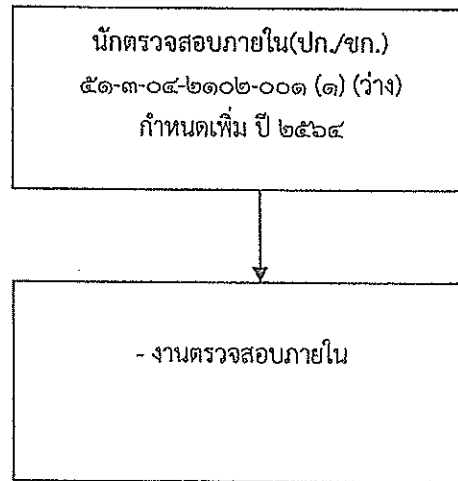 นักตรวจสอบภายใน(ปก./ชก.)
๕๑-๓-๐๔-๒๑๐๒-๐๐๑ (๑) (ว่าง)
กำหนดเพิ่ม ปี ๒๕๖๔
- งานตรวจสอบภายใน